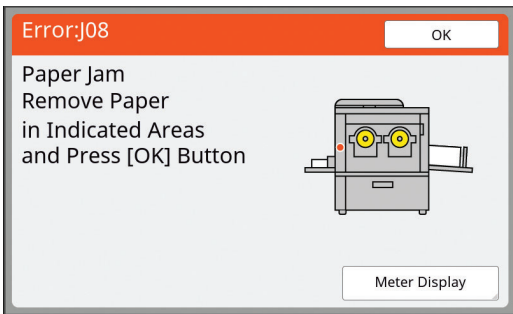 Error:J08
OK
Paper Jam
Remove Paper
in Indicated Areas
and Press [OK] Button
Meter Display